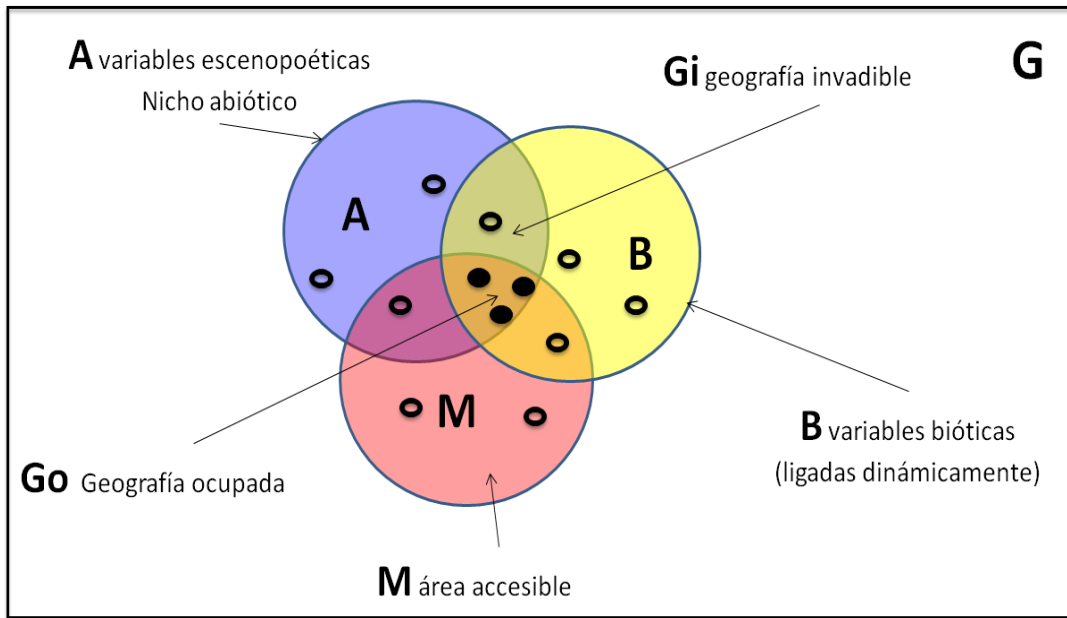 A variables escenopoéticas
Nicho abiótico
Gi geografía invadible
G
A
B
M
Go Geografía ocupada
B variables bióticas
(ligadas dinámicamente)
M área accesible